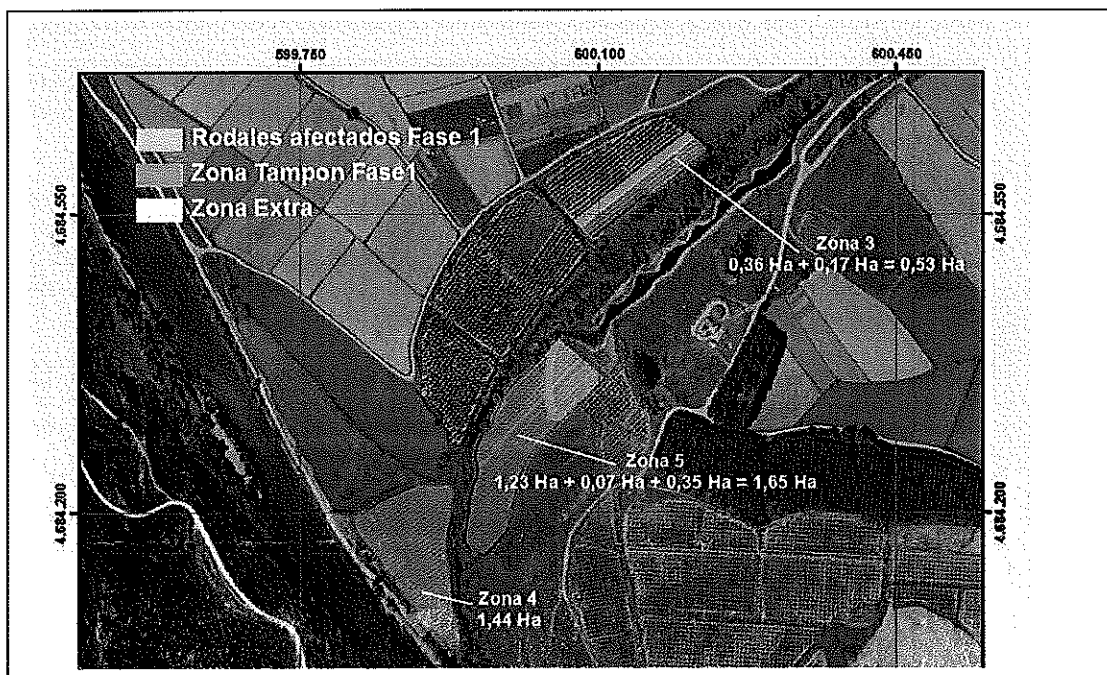 599.750 600.100 600.450
Rodales afectados Fase 1
Zona Tampon Fase1
Zona Extra
4.684.550 4.684.550
Zona 3
0,36 Ha + 0,17 Ha = 0,53 Ha
Zona 5
1,23 Ha + 0,07 Ha + 0,35 Ha = 1,65 Ha
4.684.200 4.684.200
Zona 4
1,44 Ha